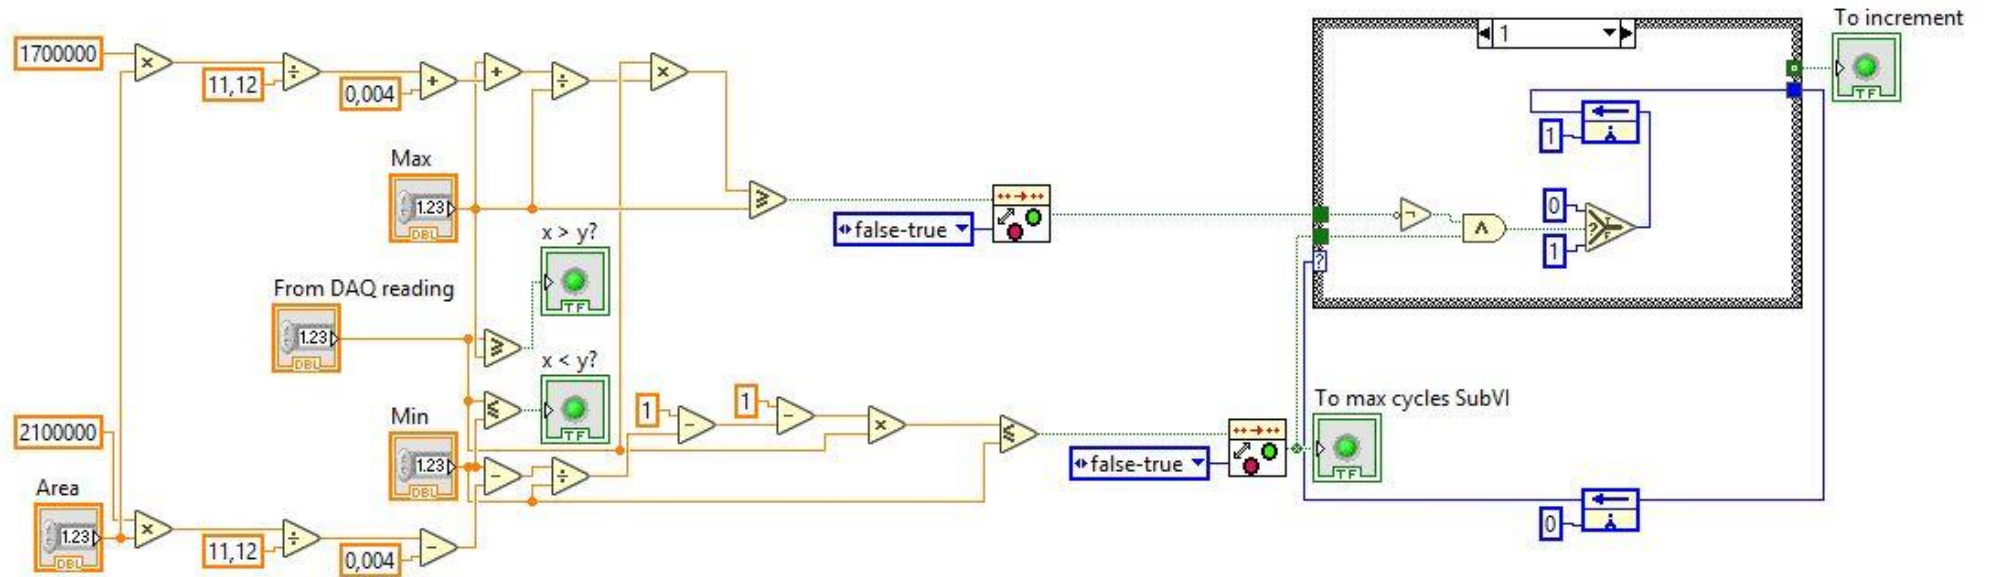 To increment
1700000
11,12
0,004
1
1
Max
1.23
DBL
TF
0
1
false-true
x > y?
TF
?
From DAQ reading
1.23
DBL
x < y?
TF
Min
1.23
DBL
1
1
To max cycles SubVI
TF
false-true
2100000
Area
1.23
DBL
11,12
0,004
0